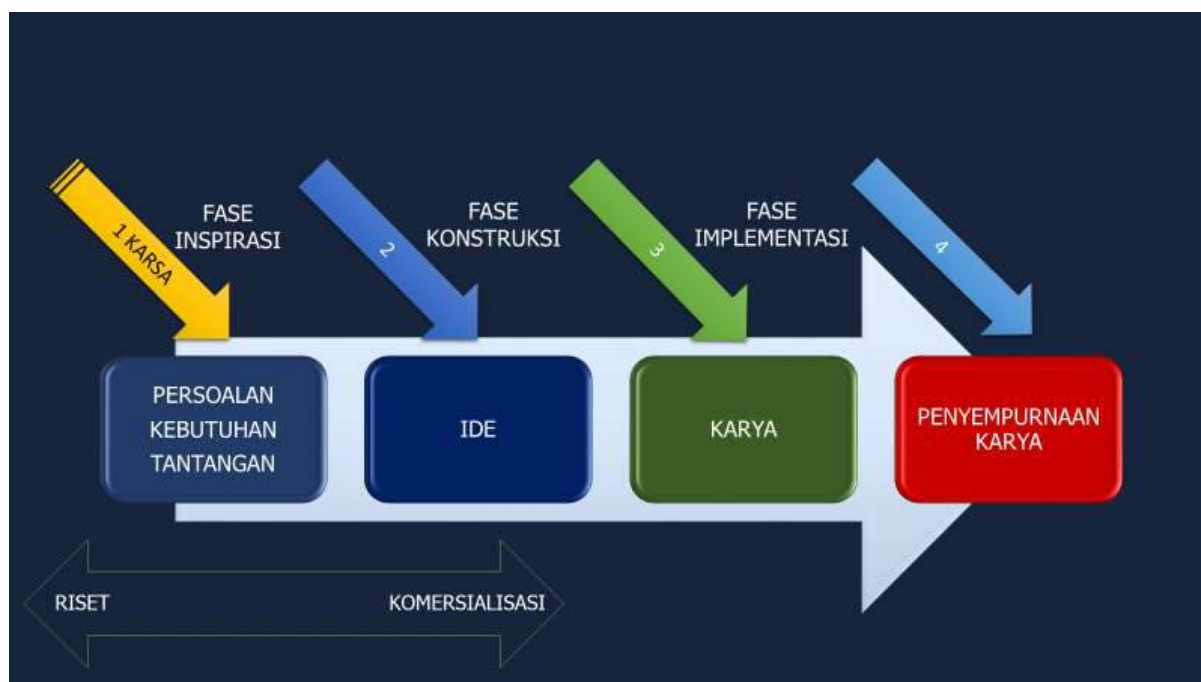 1 KARSA
FASE
INSPIRASI
2
FASE
KONSTRUKSI
3
FASE
IMPLEMENTASI
4
PERSOALAN
KEBUTUHAN
TANTANGAN
IDE
KARYA
PENYEMPURNAAN
KARYA
RISET
KOMERSIALISASI